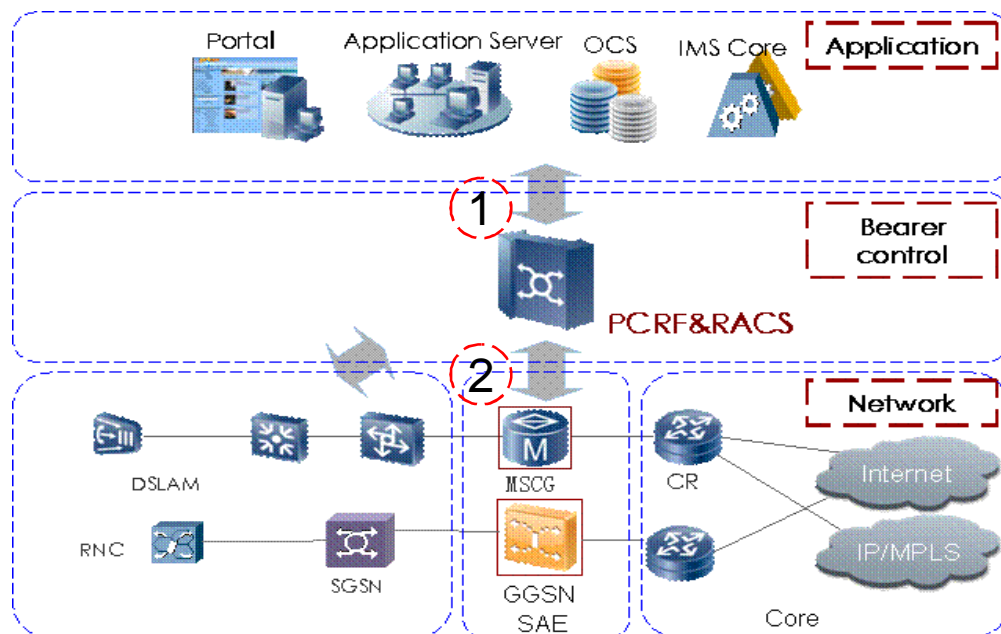 Portal
Application Server
OCS
IMS Core
Application
1
Bearer
control
PCRF&RACS
2
Network
DSLAM
M
MSCG
CR
Internet
RNC
SGSN
GGSN
SAE
IP/MPLS
Core